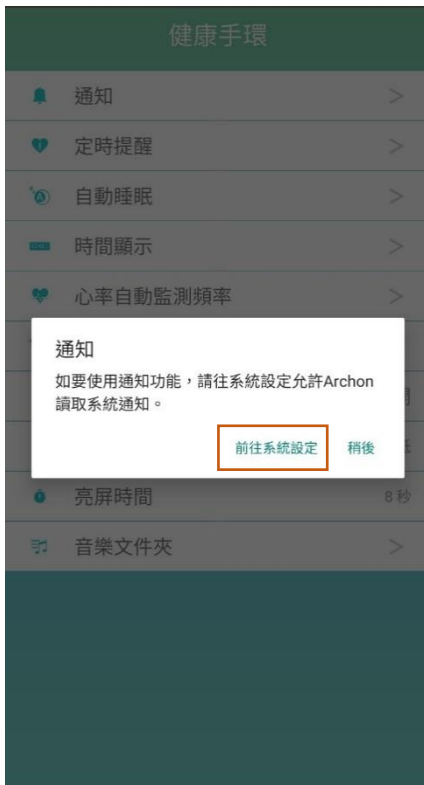 健康手環
通知
定時提醒
自動睡眠
時間顯示
心率自動監測頻率
通知
如要使用通知功能，請往系統設定允許Archon
讀取系統通知。
前往系統設定 稍後
亮屏時間 8 秒
音樂文件夾